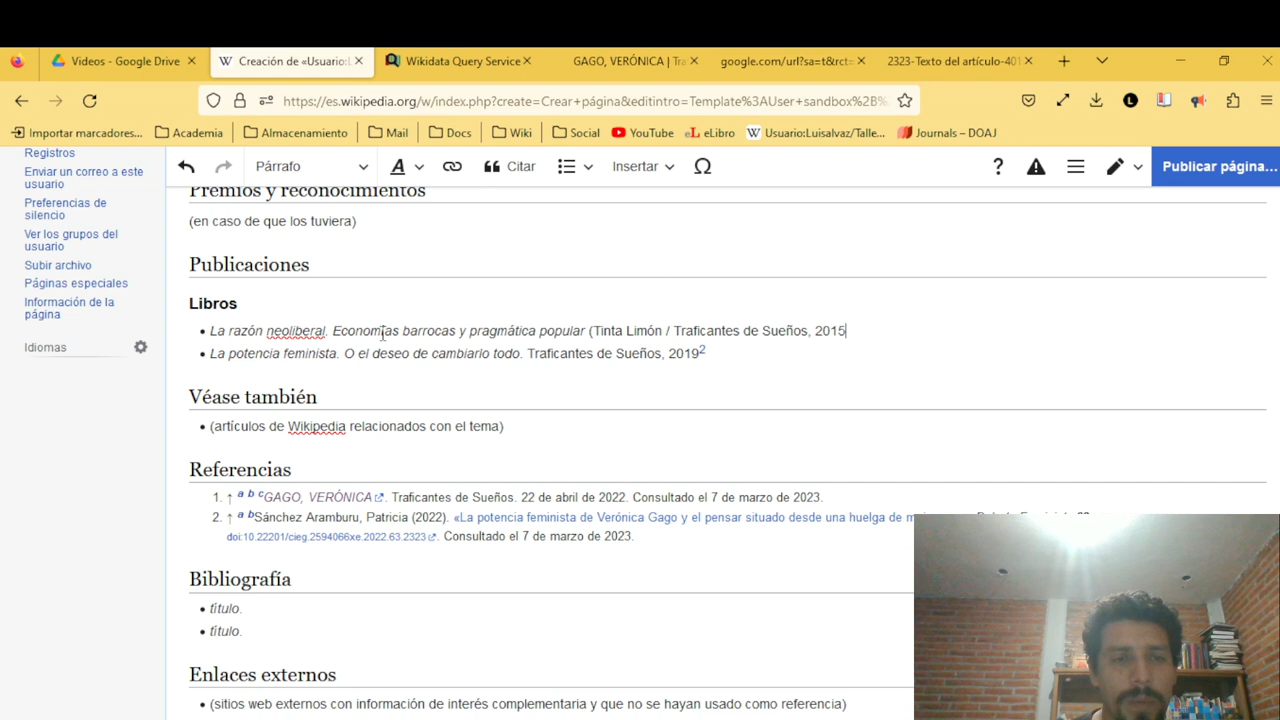 Videos - Google Drive
Creación de «Usuario:L
Wikidata Query Service
GAGO, VERÓNICA | Tra
google.com/url?sa=t&rct=
2323-Texto del artículo-401
https://es.wikipedia.org/w/index.php?create=Crear+página&editintro=Template%3AUser+sandbox%2B%
Importar marcadores...
Academia
Almacenamiento
Mail
Docs
Wiki
Social
YouTube
eLibro
Usuario:Luisalvaz/Talle...
Journals – DOAJ
Registros
Enviar un correo a este
usuario
Preferencias de
silencio
Ver los grupos del
usuario
Subir archivo
Páginas especiales
Información de la
página
Idiomas
Párrafo
A
Citar
Insertar
Ω
?
Publicar página...
Premios y reconocimientos
(en caso de que los tuviera)
Publicaciones
Libros
• La razón neoliberal. Economías barrocas y pragmática popular (Tinta Limón / Traficantes de Sueños, 2015
• La potencia feminista. O el deseo de cambiarlo todo. Traficantes de Sueños, 2019 2
Véase también
• (artículos de Wikipedia relacionados con el tema)
Referencias
1. ↑ a b c GAGO, VERÓNICA. Traficantes de Sueños. 22 de abril de 2022. Consultado el 7 de marzo de 2023.
2. ↑ a b Sánchez Aramburu, Patricia (2022). «La potencia feminista de Verónica Gago y el pensar situado desde una huelga de
doi:10.22201/cieg.2594066xe.2022.63.2323. Consultado el 7 de marzo de 2023.
Bibliografía
• título.
• título.
Enlaces externos
• (sitios web externos con información de interés complementaria y que no se hayan usado como referencia)